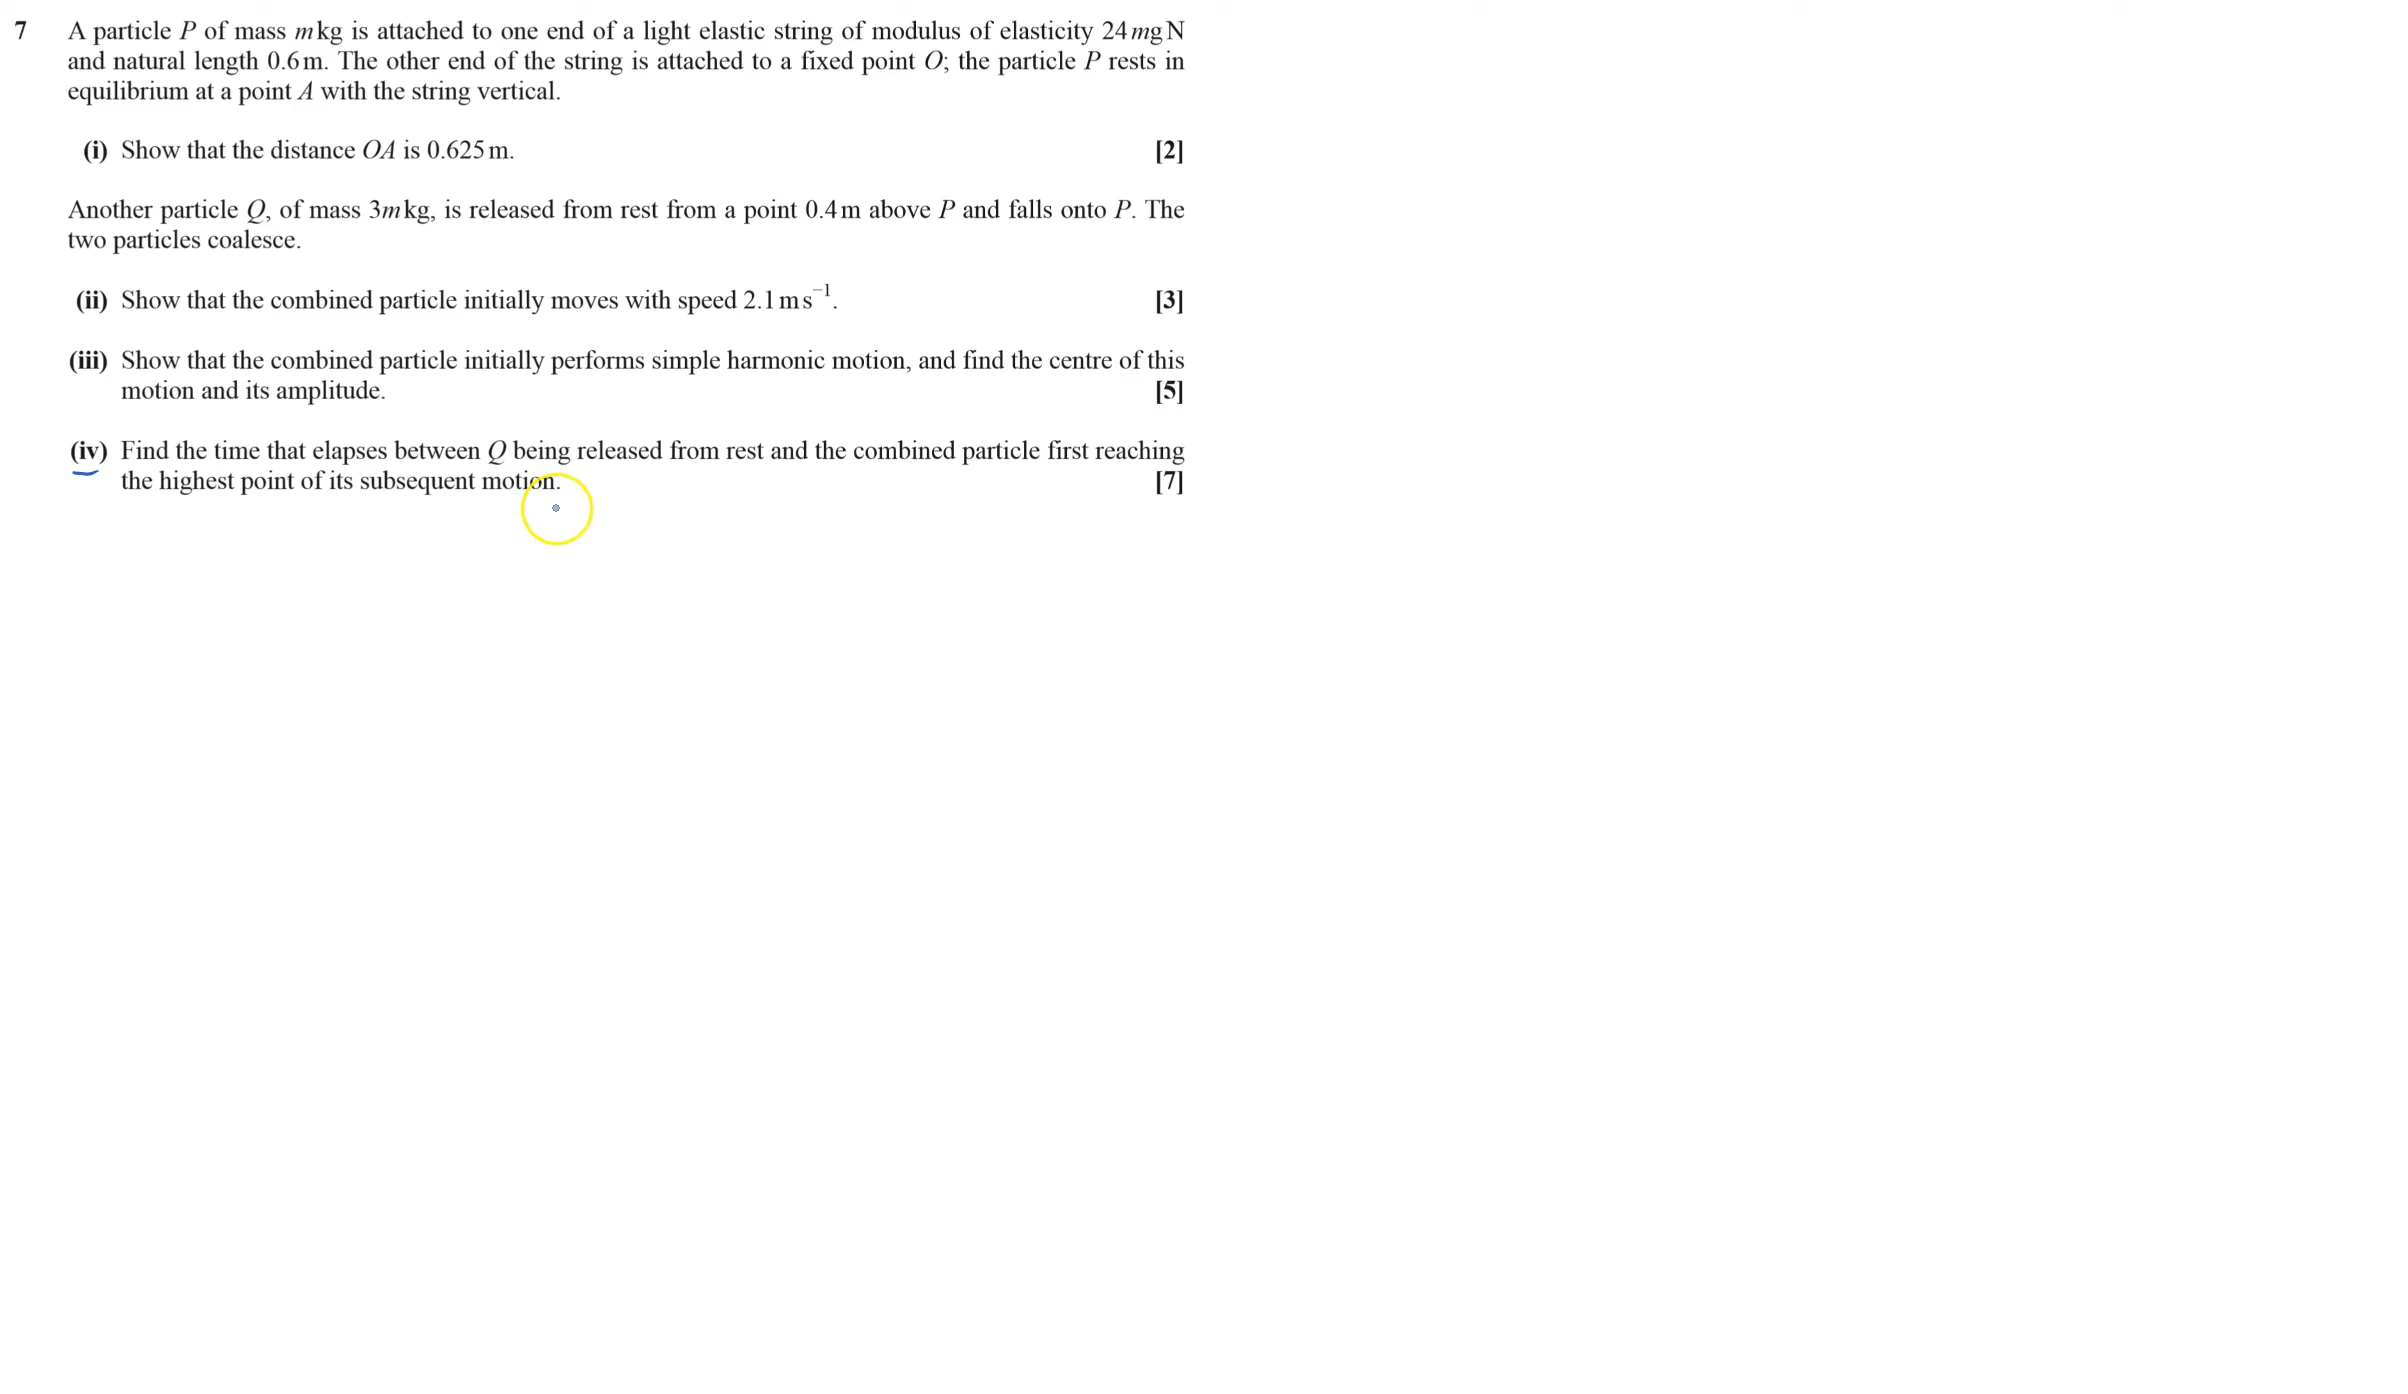 7 A particle P of mass m kg is attached to one end of a light elastic string of modulus of elasticity 24mg N
and natural length 0.6 m. The other end of the string is attached to a fixed point O; the particle P rests in
equilibrium at a point A with the string vertical.
(i) Show that the distance OA is 0.625 m. [2]
Another particle Q, of mass 3m kg, is released from rest from a point 0.4 m above P and falls onto P. The
two particles coalesce.
(ii) Show that the combined particle initially moves with speed 2.1 m s⁻¹. [3]
(iii) Show that the combined particle initially performs simple harmonic motion, and find the centre of this
motion and its amplitude. [5]
(iv) Find the time that elapses between Q being released from rest and the combined particle first reaching
the highest point of its subsequent motion. [7]